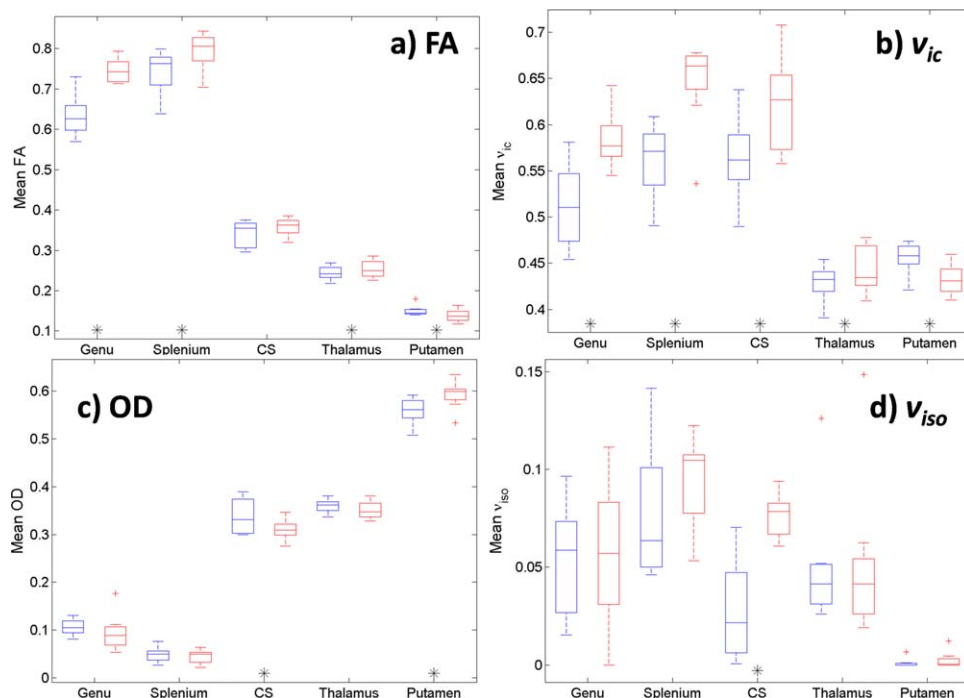 a) FA
Mean FA
0.8
0.7
0.6
0.5
0.4
0.3
0.2
0.1
* * * *
Genu Splenium CS Thalamus Putamen
b) ν_ic
Mean ν_ic
0.7
0.65
0.6
0.55
0.5
0.45
0.4
* * * * *
Genu Splenium CS Thalamus Putamen
c) OD
Mean OD
0.6
0.5
0.4
0.3
0.2
0.1
0
* *
Genu Splenium CS Thalamus Putamen
d) ν_iso
Mean ν_iso
0.15
0.1
0.05
0
*
Genu Splenium CS Thalamus Putamen